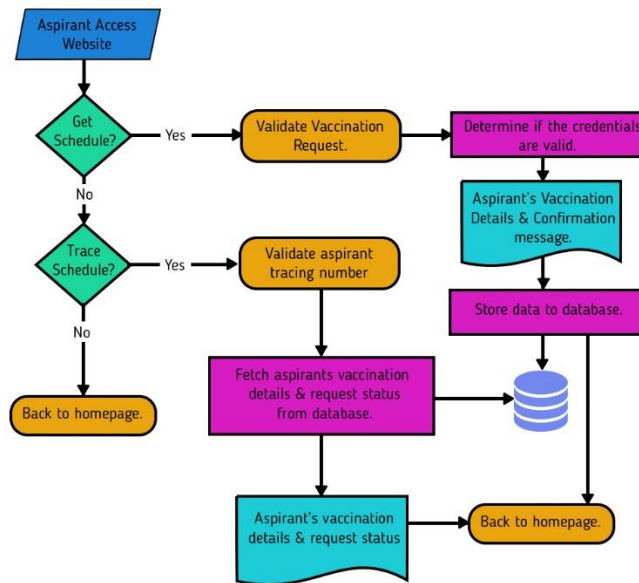 Aspirant Access
Website
Get
Schedule?
Yes
Validate Vaccination
Request.
Determine if the credentials
are valid.
No
Aspirant's Vaccination
Details & Confirmation
message.
Trace
Schedule?
Yes
Validate aspirant
tracing number
Store data to database.
No
Fetch aspirants vaccination
details & request status
from database.
Back to homepage.
Aspirant's vaccination
details & request status
Back to homepage.